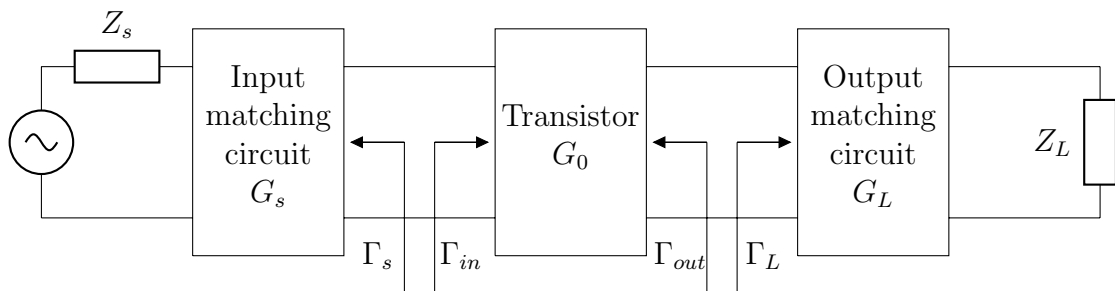 Z_s
Input
matching
circuit
G_s
Transistor
G_0
Output
matching
circuit
G_L
Z_L
Γ_s
Γ_in
Γ_out
Γ_L